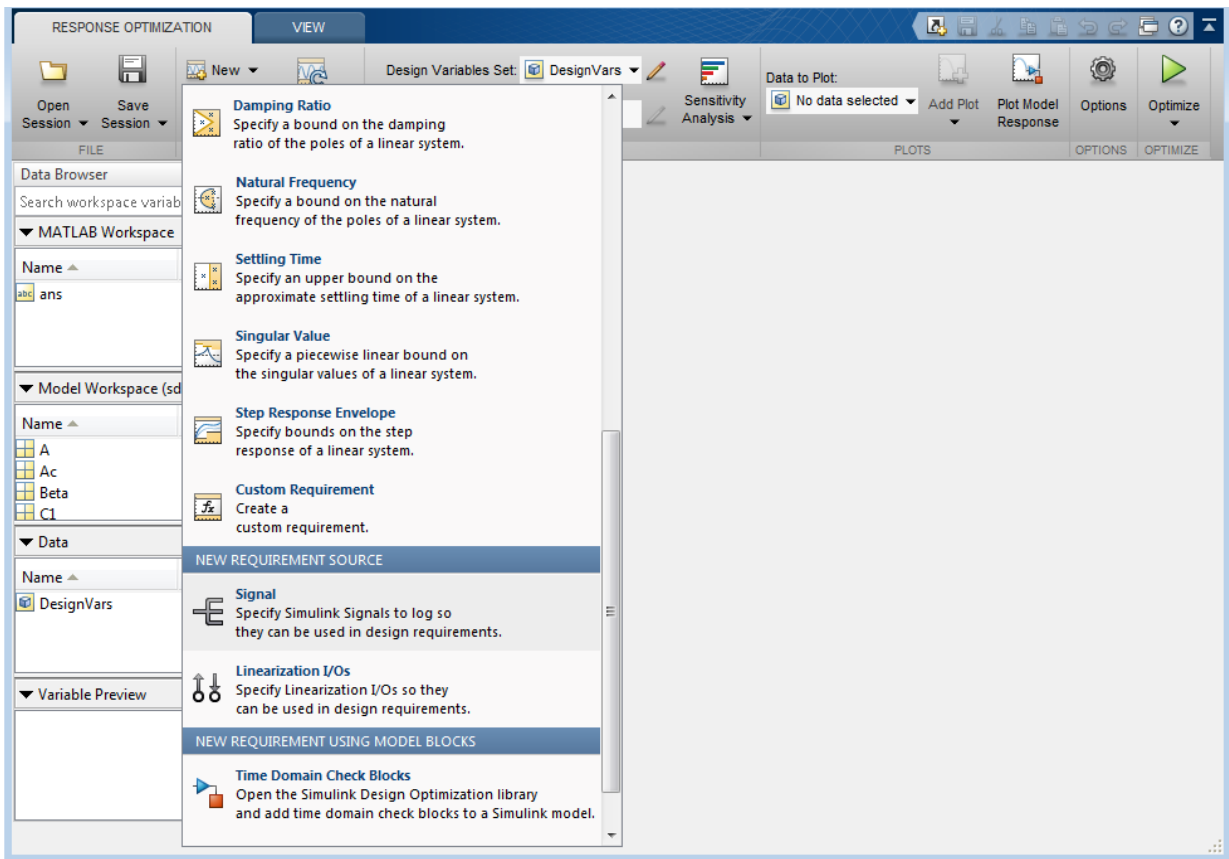 RESPONSE OPTIMIZATION
VIEW
New
Design Variables Set:
DesignVars
Data to Plot:
No data selected
Open
Session
Save
Session
Sensitivity
Analysis
Add Plot
Plot Model
Response
Options
Optimize
FILE
PLOTS
OPTIONS
OPTIMIZE
Data Browser
Search workspace variab
MATLAB Workspace
Name
abc ans
Model Workspace (sd
Name
A
Ac
Beta
C1
Data
Name
DesignVars
Variable Preview
Damping Ratio
Specify a bound on the damping
ratio of the poles of a linear system.
Natural Frequency
Specify a bound on the natural
frequency of the poles of a linear system.
Settling Time
Specify an upper bound on the
approximate settling time of a linear system.
Singular Value
Specify a piecewise linear bound on
the singular values of a linear system.
Step Response Envelope
Specify bounds on the step
response of a linear system.
fx
Custom Requirement
Create a
custom requirement.
NEW REQUIREMENT SOURCE
Signal
Specify Simulink Signals to log so
they can be used in design requirements.
Linearization I/Os
Specify Linearization I/Os so they
can be used in design requirements.
NEW REQUIREMENT USING MODEL BLOCKS
Time Domain Check Blocks
Open the Simulink Design Optimization library
and add time domain check blocks to a Simulink model.